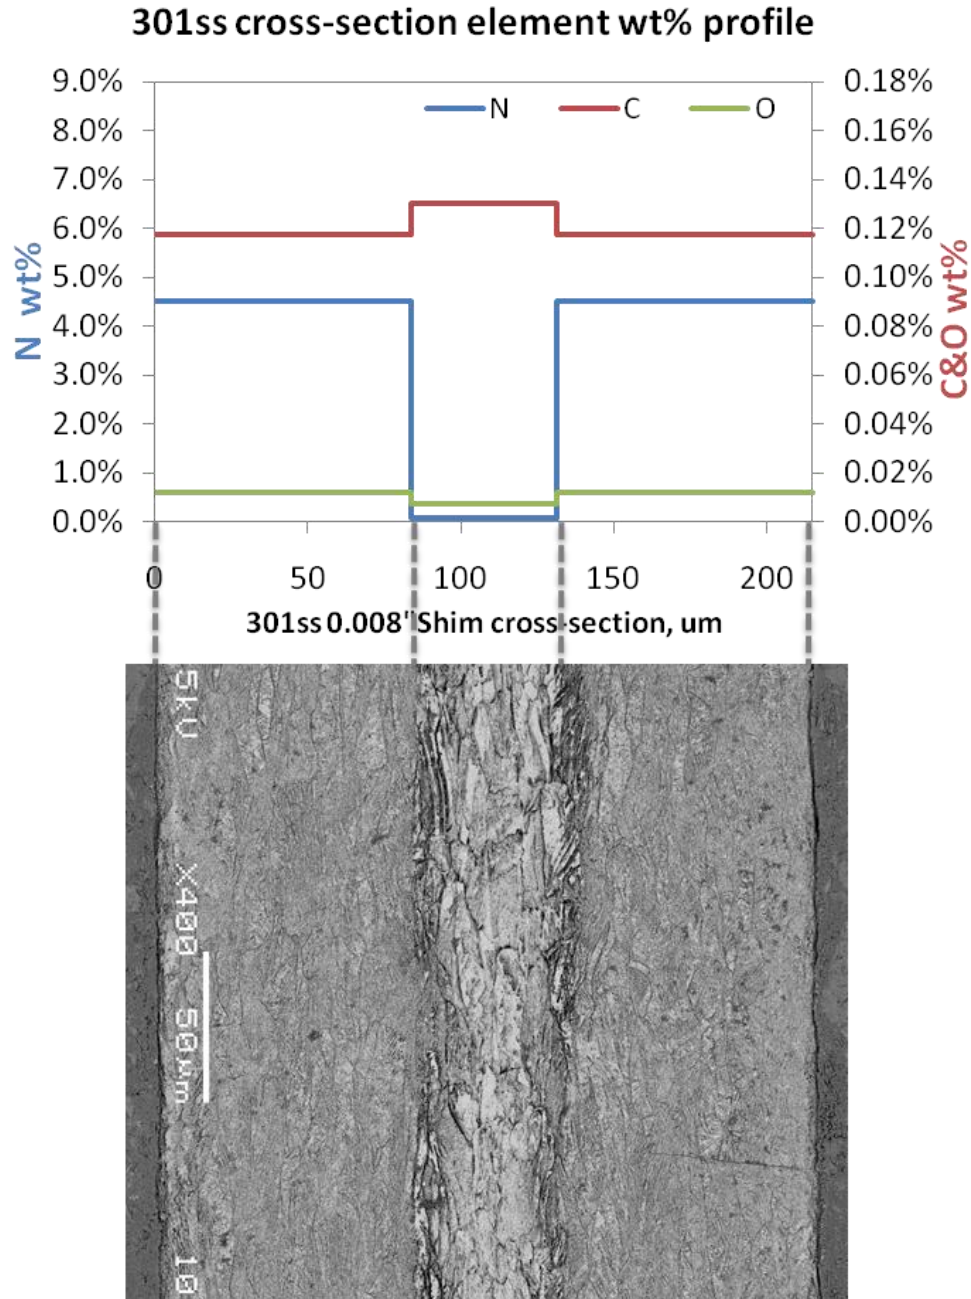 301ss cross-section element wt% profile
9.0%
8.0%
7.0%
6.0%
5.0%
4.0%
3.0%
2.0%
1.0%
0.0%
N wt%
N C O
0.18%
0.16%
0.14%
0.12%
0.10%
0.08%
0.06%
0.04%
0.02%
0.00%
C&O wt%
0 50 100 150 200
301ss 0.008" Shim cross-section, um
5kU
X400
50um
10